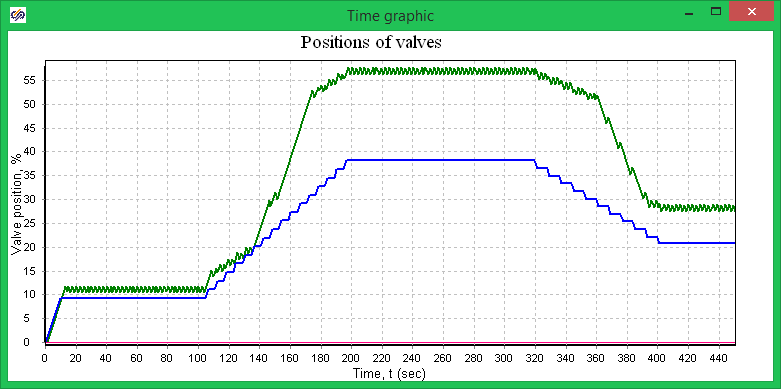 Time graphic
Positions of valves
Valve position, %
55
50
45
40
35
30
25
20
15
10
5
0
0 20 40 60 80 100 120 140 160 180 200 220 240 260 280 300 320 340 360 380 400 420 440
Time, t (sec)